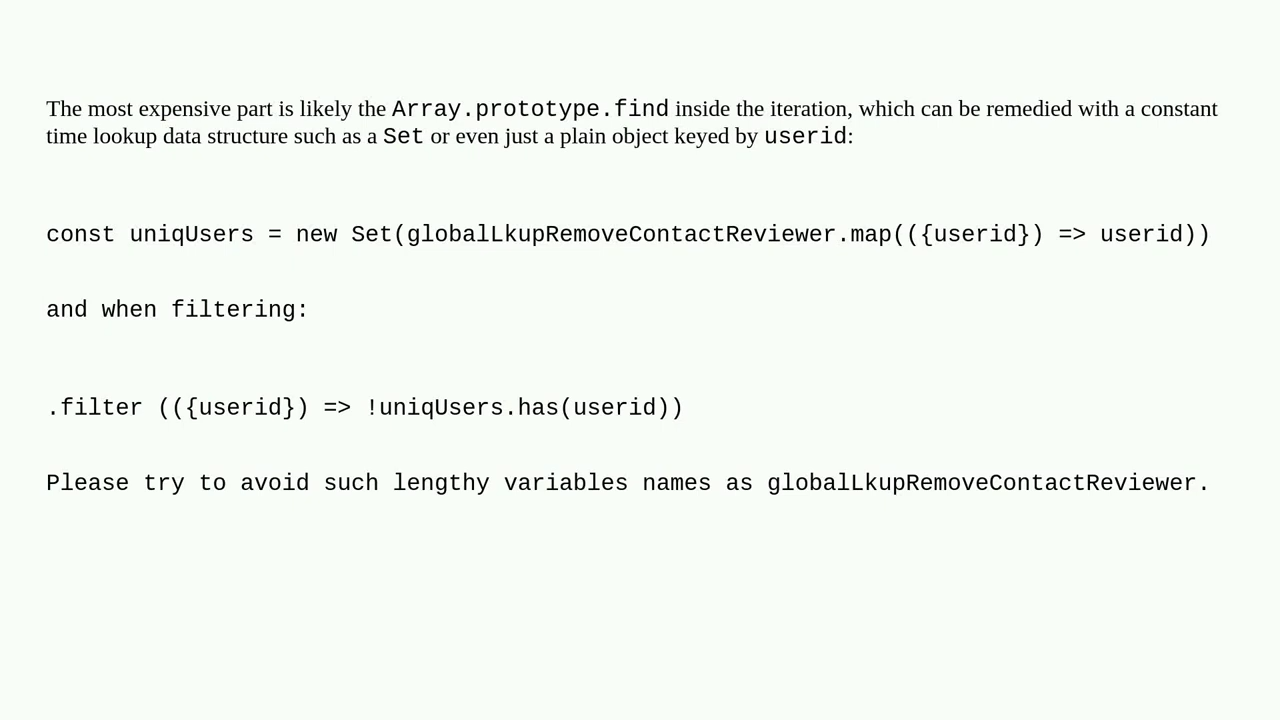 The most expensive part is likely the Array.prototype.find inside the iteration, which can be remedied with a constant
time lookup data structure such as a Set or even just a plain object keyed by userid:
const uniqUsers = new Set(globalLkupRemoveContactReviewer.map(({userid}) => userid))
and when filtering:
.filter (({userid}) => !uniqUsers.has(userid))
Please try to avoid such lengthy variables names as globalLkupRemoveContactReviewer.